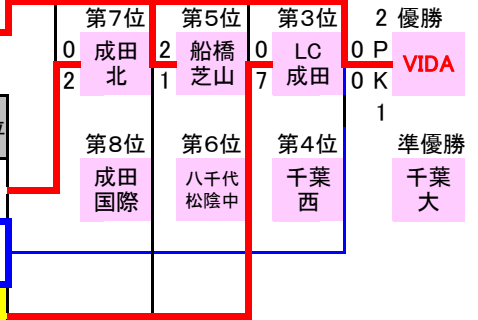 第7位 第5位 第3位 2 優勝
0 成田 2 船橋 0 LC 0 P VIDA
2 北 1 芝山 7 成田 0 K
1
第8位 第6位 第4位 準優勝
成田 八千代 千葉 千葉
国際 松陰中 西 大
位